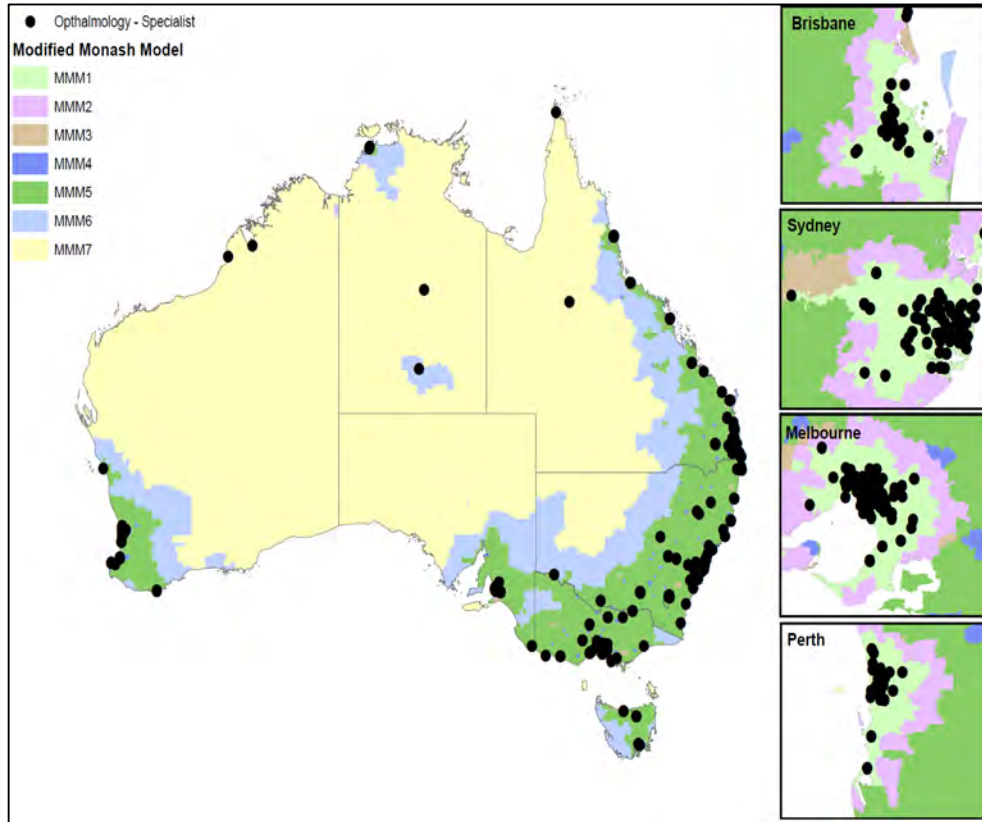 Opthalmology - Specialist
Modified Monash Model
MMM1
MMM2
MMM3
MMM4
MMM5
MMM6
MMM7
Brisbane
Sydney
Melbourne
Perth